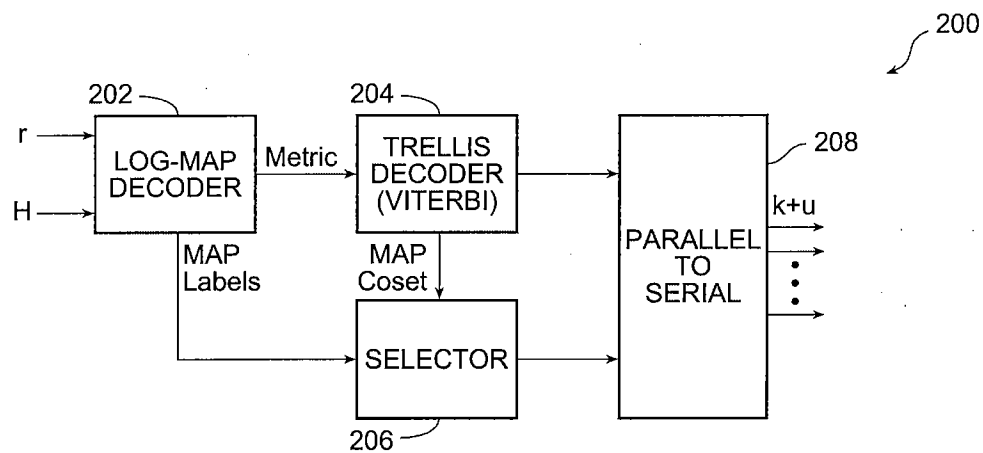 200
202
204
r
H
LOG-MAP
DECODER
Metric
TRELLIS
DECODER
(VITERBI)
208
k+u
MAP
Labels
MAP
Coset
PARALLEL
TO
SERIAL
SELECTOR
206